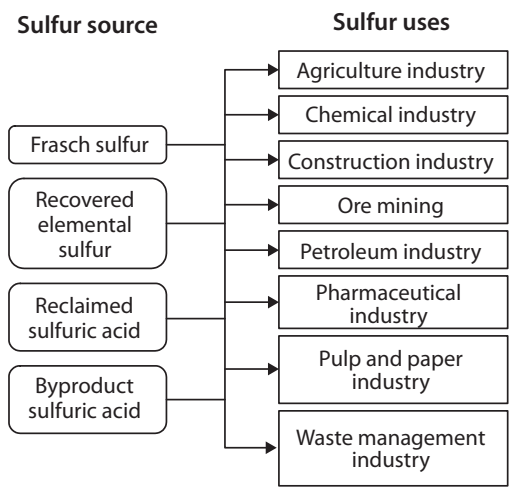 Sulfur source
Sulfur uses
Frasch sulfur
Recovered
elemental
sulfur
Reclaimed
sulfuric acid
Byproduct
sulfuric acid
Agriculture industry
Chemical industry
Construction industry
Ore mining
Petroleum industry
Pharmaceutical
industry
Pulp and paper
industry
Waste management
industry